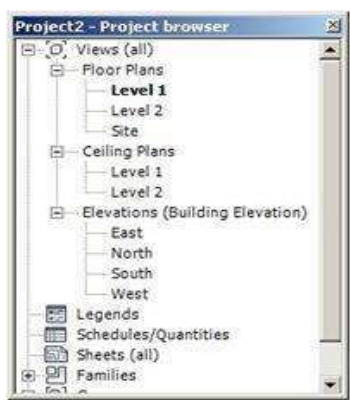 Project2 - Project browser
Views (all)
Floor Plans
Level 1
Level 2
Site
Ceiling Plans
Level 1
Level 2
Elevations (Building Elevation)
East
North
South
West
Legends
Schedules/Quantities
Sheets (all)
Families